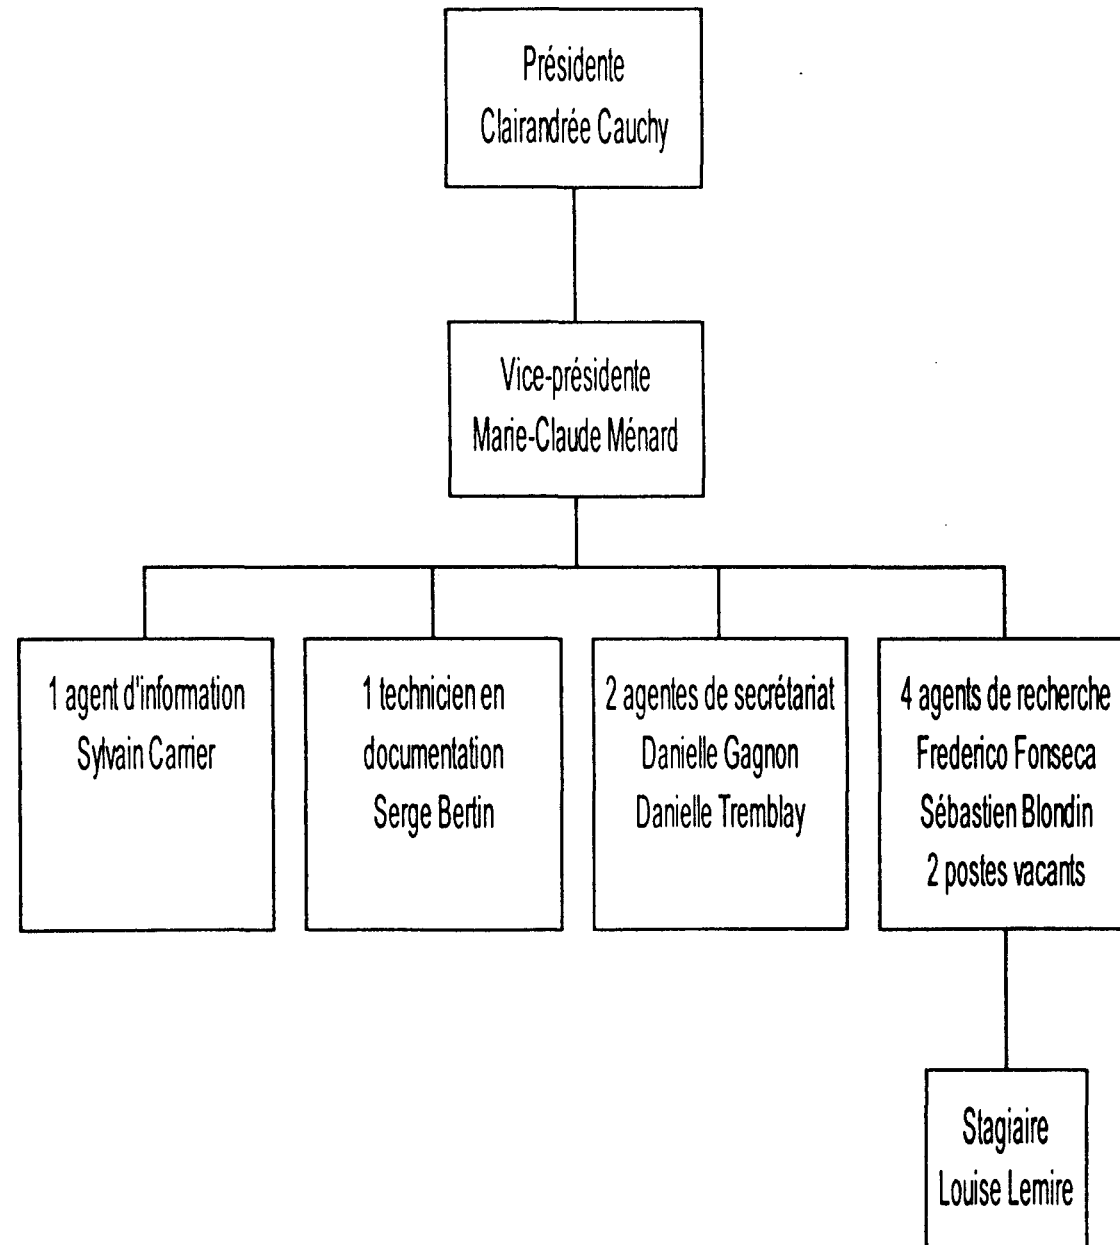 Présidente
Clairandrée Cauchy
Vice-présidente
Marie-Claude Ménard
1 agent d'information
Sylvain Carrier
1 technicien en
documentation
Serge Bertin
2 agentes de secrétariat
Danielle Gagnon
Danielle Tremblay
4 agents de recherche
Frederico Fonseca
Sébastien Blondin
2 postes vacants
Stagiaire
Louise Lemire